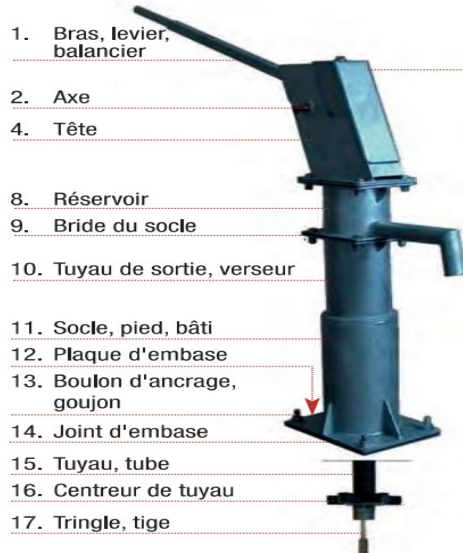 1. Bras, levier,
balancier
2. Axe
4. Tête
8. Réservoir
9. Bride du socle
10. Tuyau de sortie, verseur
11. Socle, pied, bâti
12. Plaque d'embase
13. Boulon d'ancrage,
goujon
14. Joint d'embase
15. Tuyau, tube
16. Centreur de tuyau
17. Tringle, tige